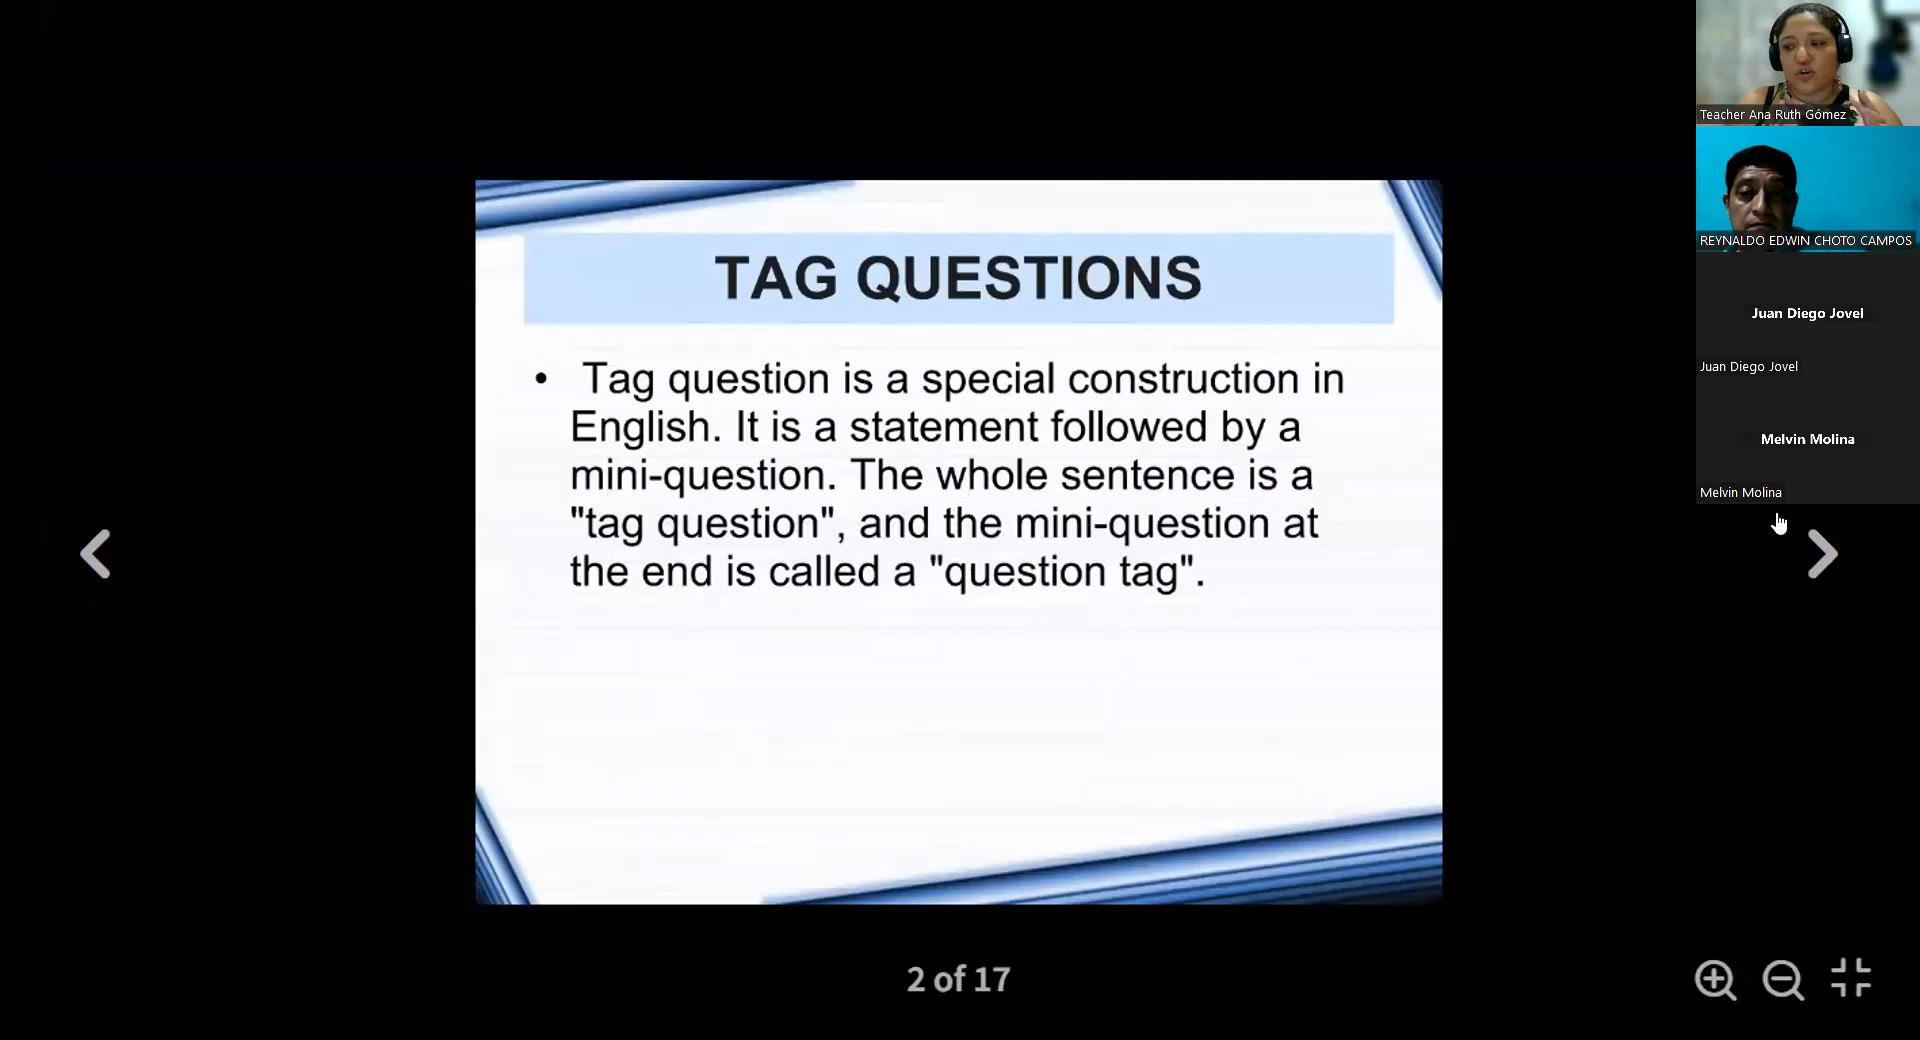 TAG QUESTIONS
• Tag question is a special construction in
English. It is a statement followed by a
mini-question. The whole sentence is a
"tag question", and the mini-question at
the end is called a "question tag".
2 of 17
Teacher Ana Ruth Gómez
REYNALDO EDWIN CHOTO CAMPOS
Juan Diego Jovel
Juan Diego Jovel
Melvin Molina
Melvin Molina